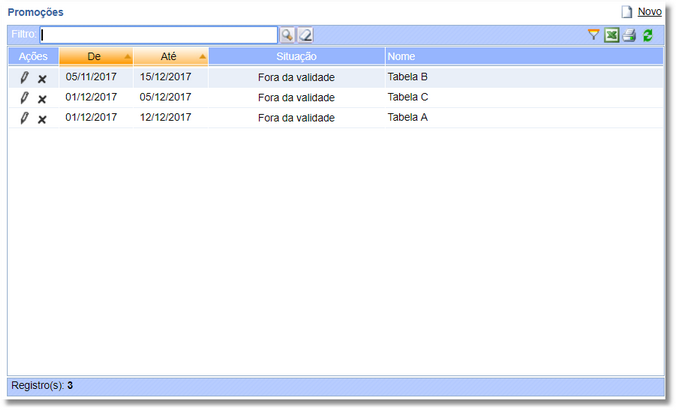 Promoções Novo
Filtro:
Ações De Até Situação Nome
05/11/2017 15/12/2017 Fora da validade Tabela B
01/12/2017 05/12/2017 Fora da validade Tabela C
01/12/2017 12/12/2017 Fora da validade Tabela A
Registro(s): 3